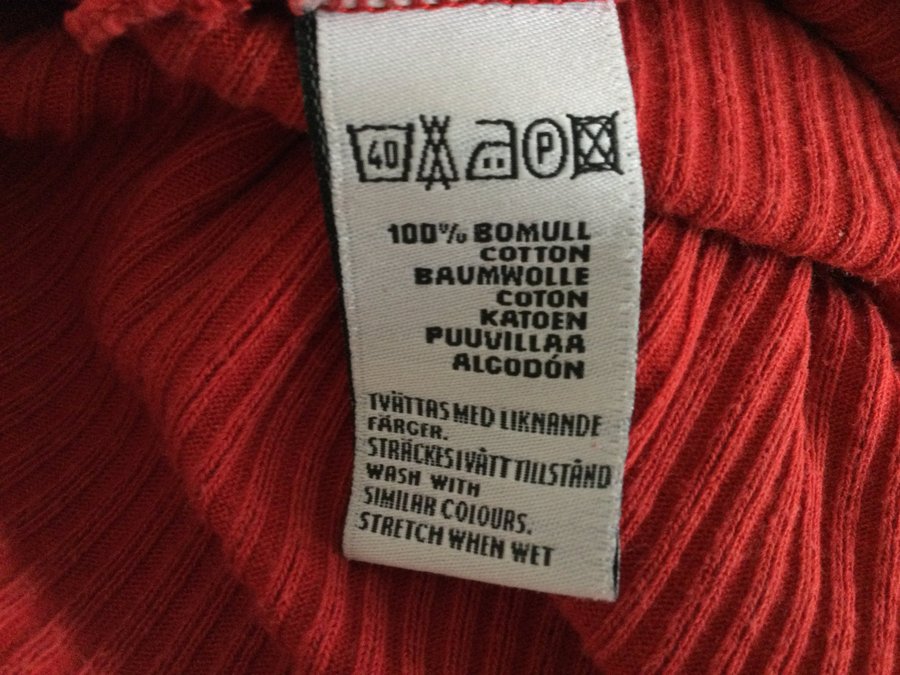 40 P
100% BOMULL
COTTON
BAUMWOLLE
COTON
KATOEN
PUUVILLAA
ALGODÓN
TVÄTTAS MED LIKNANDE
FÄRGER.
STRÄCKES I VÅTT TILLSTÅND
WASH WITH
SIMILAR COLOURS.
STRETCH WHEN WET